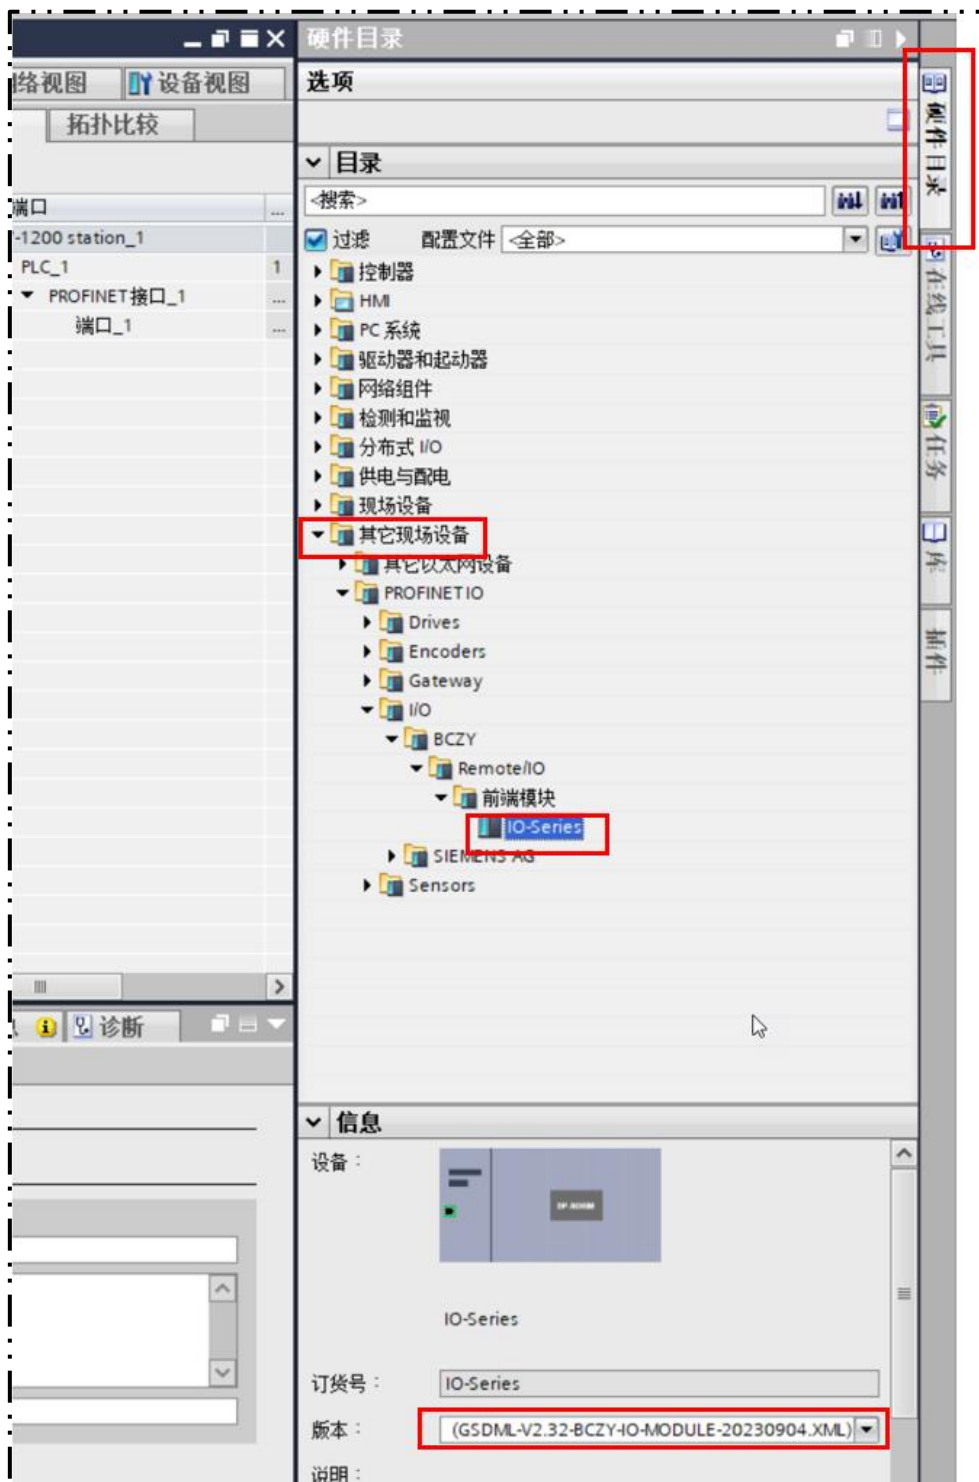 硬件目录
络视图
设备视图
选项
拓扑比较
目录
端口
...
<搜索>
-1200 station_1
过滤
配置文件
<全部>
PLC_1
1
控制器
PROFINET接口_1
...
HMI
端口_1
...
PC 系统
驱动器和起动器
网络组件
检测和监视
分布式 I/O
供电与配电
现场设备
其它现场设备
其它以太网设备
PROFINET IO
Drives
Encoders
Gateway
I/O
BCZY
Remote/IO
前端模块
IO-Series
SIEMENS AG
Sensors
诊断
信息
设备：
IO-Series
订货号：
IO-Series
版本：
(GSDML-V2.32-BCZY-IO-MODULE-20230904.XML)
说明：
硬件目录
在线工具
任务
库
插件